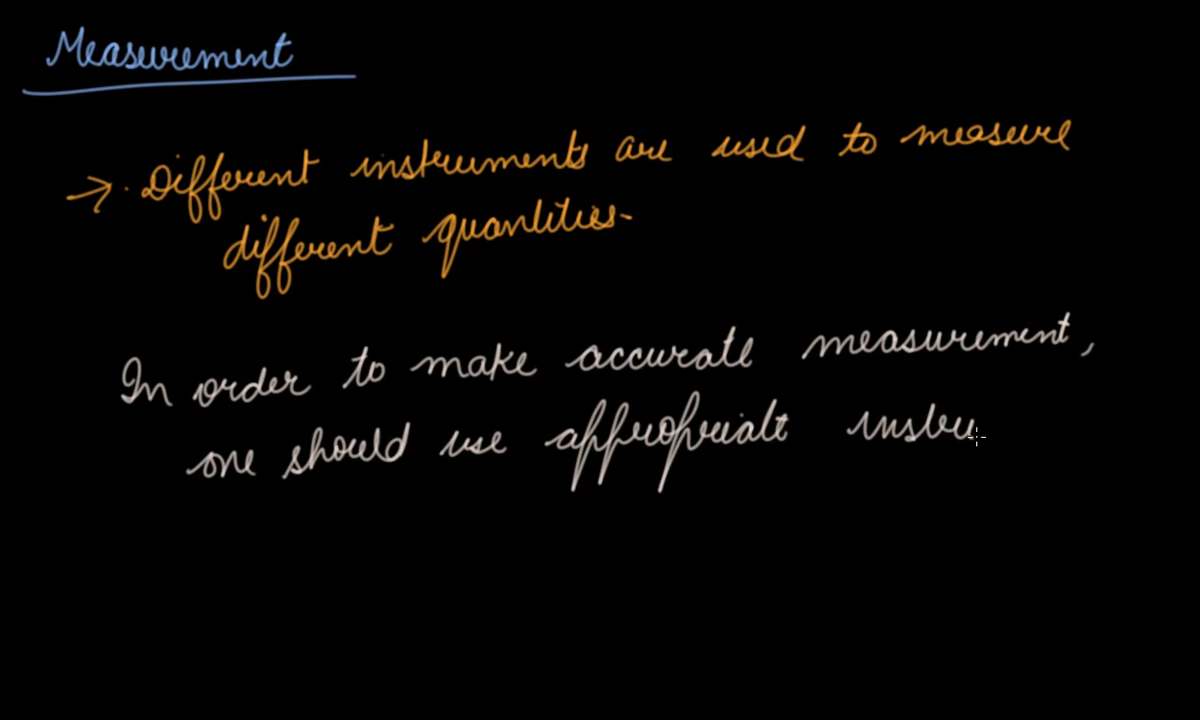 Measurement
→ Different instruments are used to measure
different quantities.
In order to make accurate measurement,
one should use appropriate instru